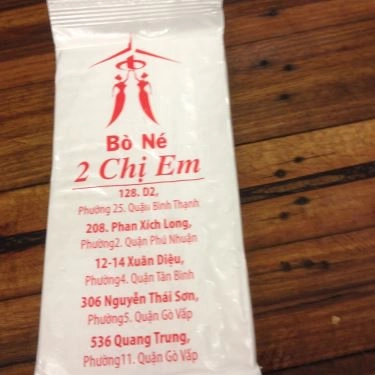 Bò Né
2 Chị Em
128. D2,
Phường 25. Quận Bình Thạnh
208. Phan Xích Long,
Phường2. Quận Phú Nhuận
12-14 Xuân Diệu,
Phường4. Quận Tân Bình
306 Nguyễn Thái Sơn,
Phường5. Quận Gò Vấp
536 Quang Trung,
Phường11. Quận Gò Vấp